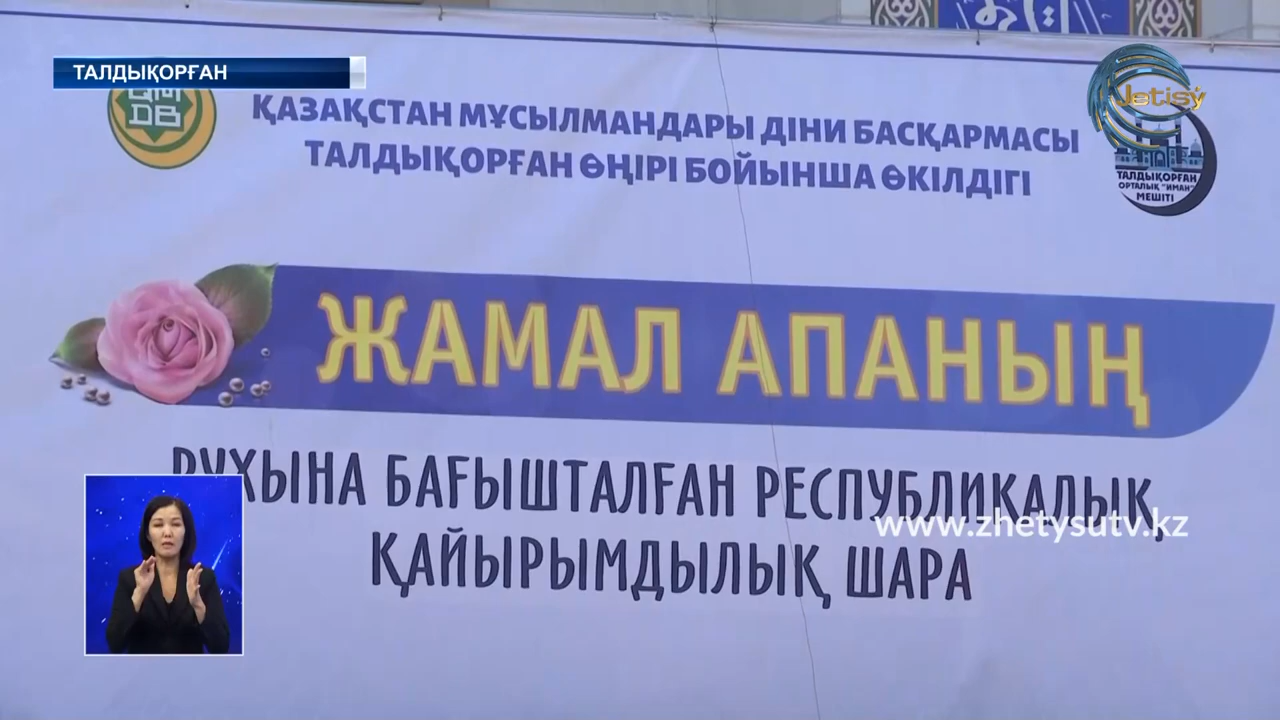 ТАЛДЫҚОРҒАН
Jetisý
ҚМДБ
ҚАЗАҚСТАН МҰСЫЛМАНДАРЫ ДІНИ БАСҚАРМАСЫ
ТАЛДЫҚОРҒАН ӨҢІРІ БОЙЫНША ӨКІЛДІГІ
ТАЛДЫҚОРҒАН
ОРТАЛЫҚ "ИМАН"
МЕШІТІ
ЖАМАЛ АПАНЫҢ
РУХЫНА БАҒЫШТАЛҒАН РЕСПУБЛИКАЛЫҚ
www.zhetysutv.kz
ҚАЙЫРЫМДЫЛЫҚ ШАРА